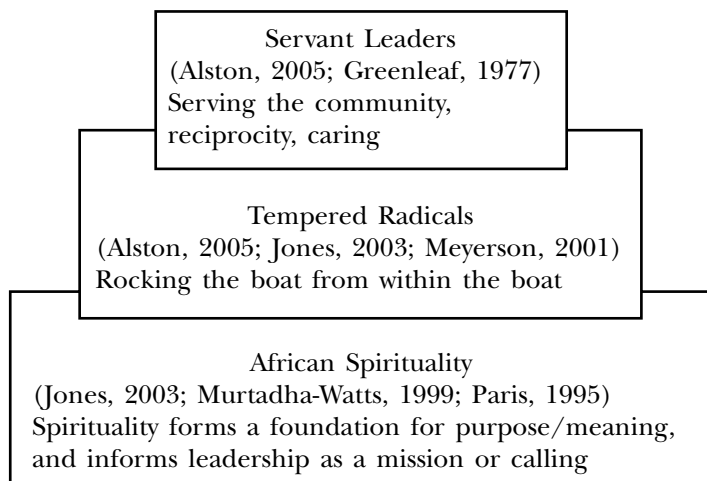 Servant Leaders
(Alston, 2005; Greenleaf, 1977)
Serving the community,
reciprocity, caring
Tempered Radicals
(Alston, 2005; Jones, 2003; Meyerson, 2001)
Rocking the boat from within the boat
African Spirituality
(Jones, 2003; Murtadha-Watts, 1999; Paris, 1995)
Spirituality forms a foundation for purpose/meaning,
and informs leadership as a mission or calling